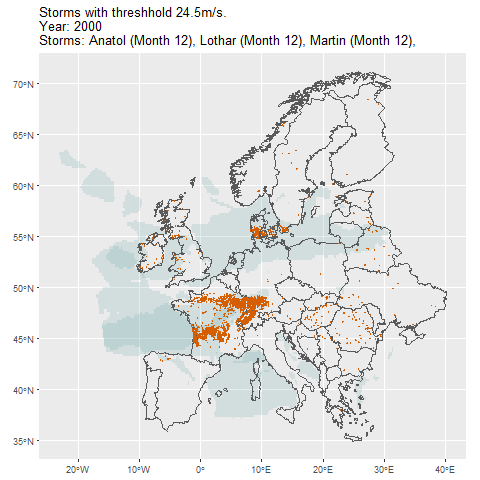 Storms with threshhold 24.5m/s.
Year: 2000
Storms: Anatol (Month 12), Lothar (Month 12), Martin (Month 12),
70°N
65°N
60°N
55°N
50°N
45°N
40°N
35°N
20°W
10°W
0°
10°E
20°E
30°E
40°E